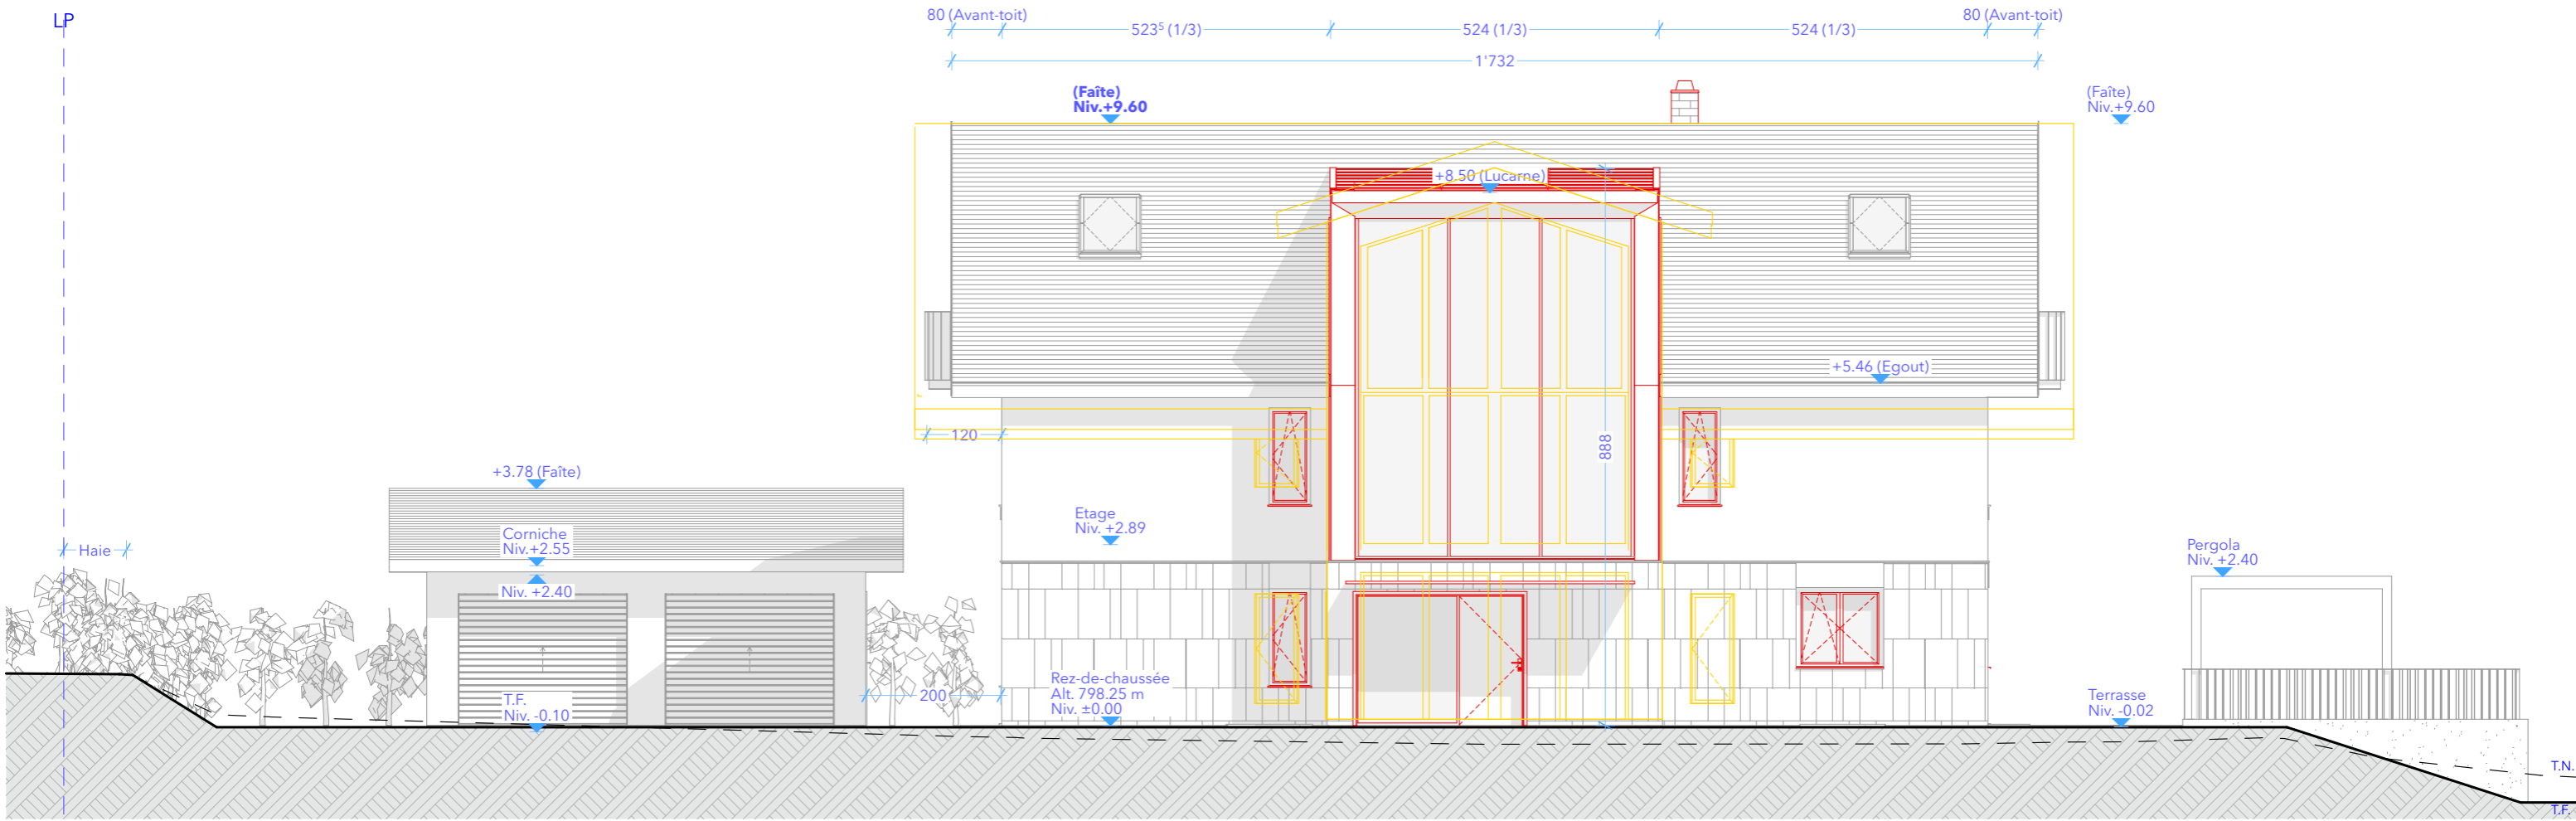 LP
80 (Avant-toit)
523⁵ (1/3)
524 (1/3)
524 (1/3)
80 (Avant-toit)
1'732
(Faîte)
Niv.+9.60
(Faîte)
Niv.+9.60
+8.50 (Lucarne)
+5.46 (Egout)
120
888
+3.78 (Faîte)
Etage
Niv. +2.89
Corniche
Niv.+2.55
Haie
Niv. +2.40
Pergola
Niv. +2.40
Rez-de-chaussée
Alt. 798.25 m
Niv. ±0.00
200
T.F.
Niv. -0.10
Terrasse
Niv. -0.02
T.N.
T.F.